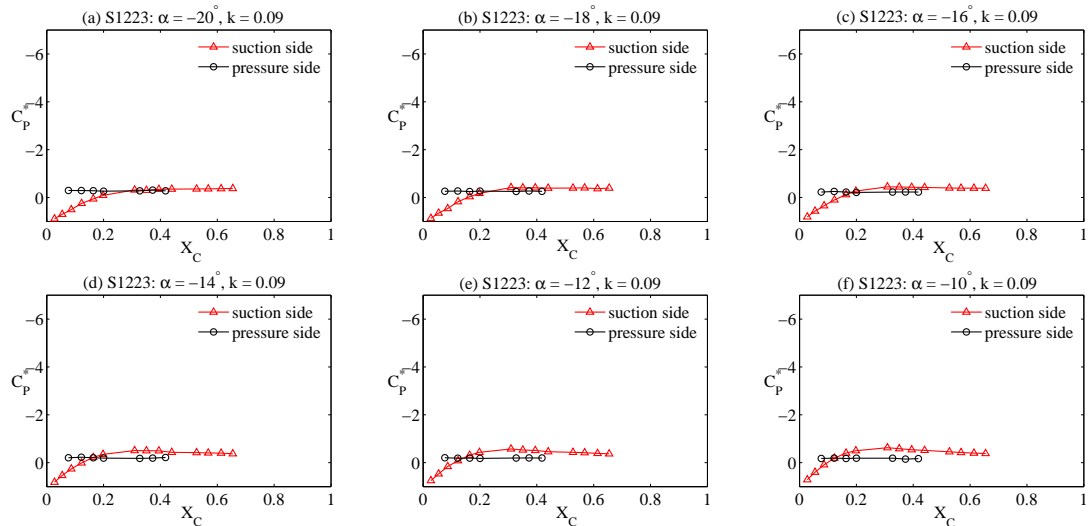 (a) S1223: α = −20°, k = 0.09
−6
−4
−2
0
C_P^*
0 0.2 0.4 0.6 0.8 1
X_C
suction side
pressure side
(b) S1223: α = −18°, k = 0.09
−6
−4
−2
0
C_P^*
0 0.2 0.4 0.6 0.8 1
X_C
suction side
pressure side
(c) S1223: α = −16°, k = 0.09
−6
−4
−2
0
C_P^*
0 0.2 0.4 0.6 0.8 1
X_C
suction side
pressure side
(d) S1223: α = −14°, k = 0.09
−6
−4
−2
0
C_P^*
0 0.2 0.4 0.6 0.8 1
X_C
suction side
pressure side
(e) S1223: α = −12°, k = 0.09
−6
−4
−2
0
C_P^*
0 0.2 0.4 0.6 0.8 1
X_C
suction side
pressure side
(f) S1223: α = −10°, k = 0.09
−6
−4
−2
0
C_P^*
0 0.2 0.4 0.6 0.8 1
X_C
suction side
pressure side